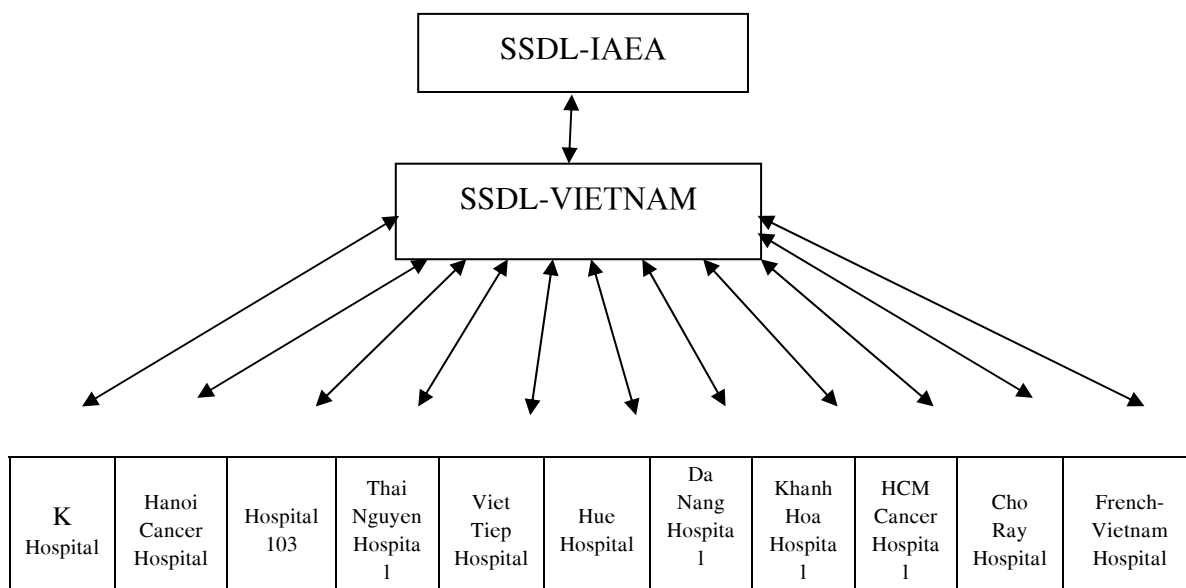 SSDL-IAEA
SSDL-VIETNAM
K
Hospital
Hanoi
Cancer
Hospital
Hospital
103
Thai
Nguyen
Hospita
l
Viet
Tiep
Hospital
Hue
Hospital
Da
Nang
Hospita
l
Khanh
Hoa
Hospita
l
HCM
Cancer
Hospita
l
Cho
Ray
Hospital
French-
Vietnam
Hospital